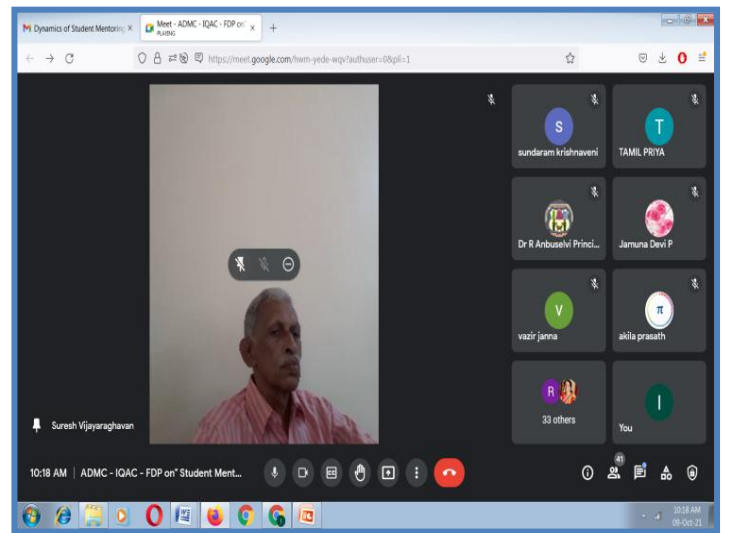 Dynamics of Student Mentoring
Meet - ADMC - IQAC - FDP on"
PLAYING
https://meet.google.com/hwm-yede-wqv?authuser=0&pli=1
S
sundaram krishnaveni
T
TAMIL PRIYA
Dr R Anbuselvi Princi...
Jamuna Devi P
V
vazir janna
π
akila prasath
R
33 others
I
You
Suresh Vijayaraghavan
10:18 AM | ADMC - IQAC - FDP on" Student Ment...
CC
41
10:18 AM
09-Oct-21